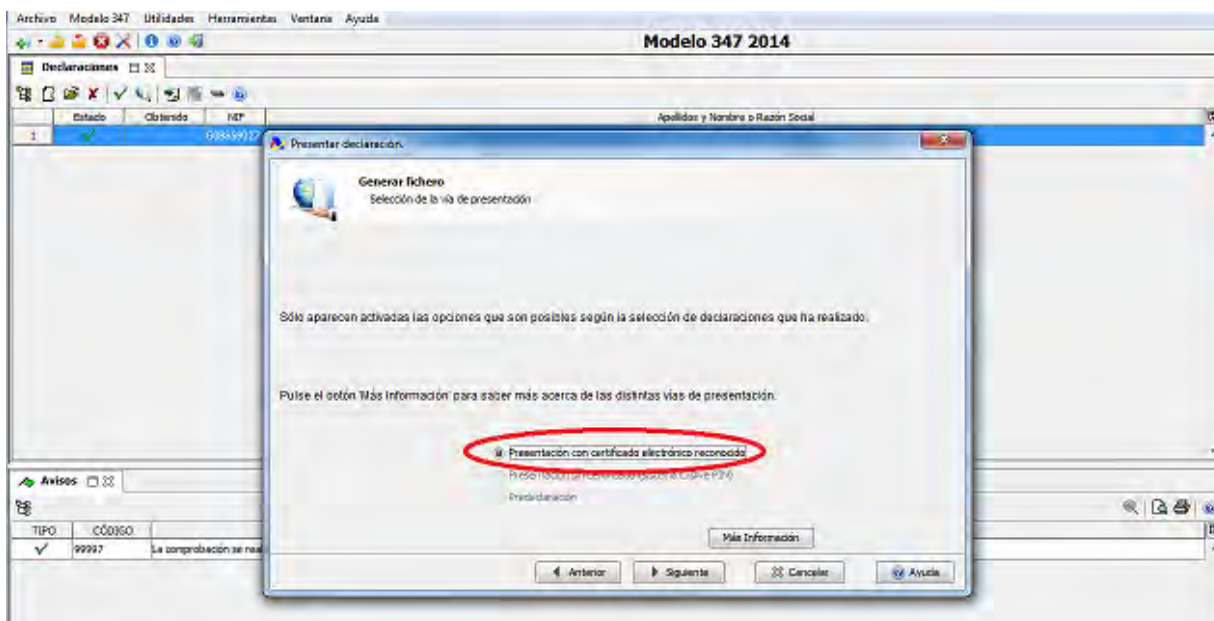 Archivo Modelo 347 Utilidades Herramientas Ventana Ayuda
Modelo 347 2014
Declaraciones
Estado Obtenido NIF Apellidos y Nombre o Razón Social
1
Presentar declaración.
Generar fichero
Selección de la vía de presentación
Sólo aparecen activadas las opciones que son posibles según la selección de declaraciones que ha realizado.
Pulse el botón 'Más Información' para saber más acerca de las distintas vías de presentación.
Presentación con certificado electrónico reconocido
Predeclaración
Avisos
TIPO CÓDIGO
99997 La comprobación se rea
Más Información
Anterior Siguiente Cancelar Ayuda